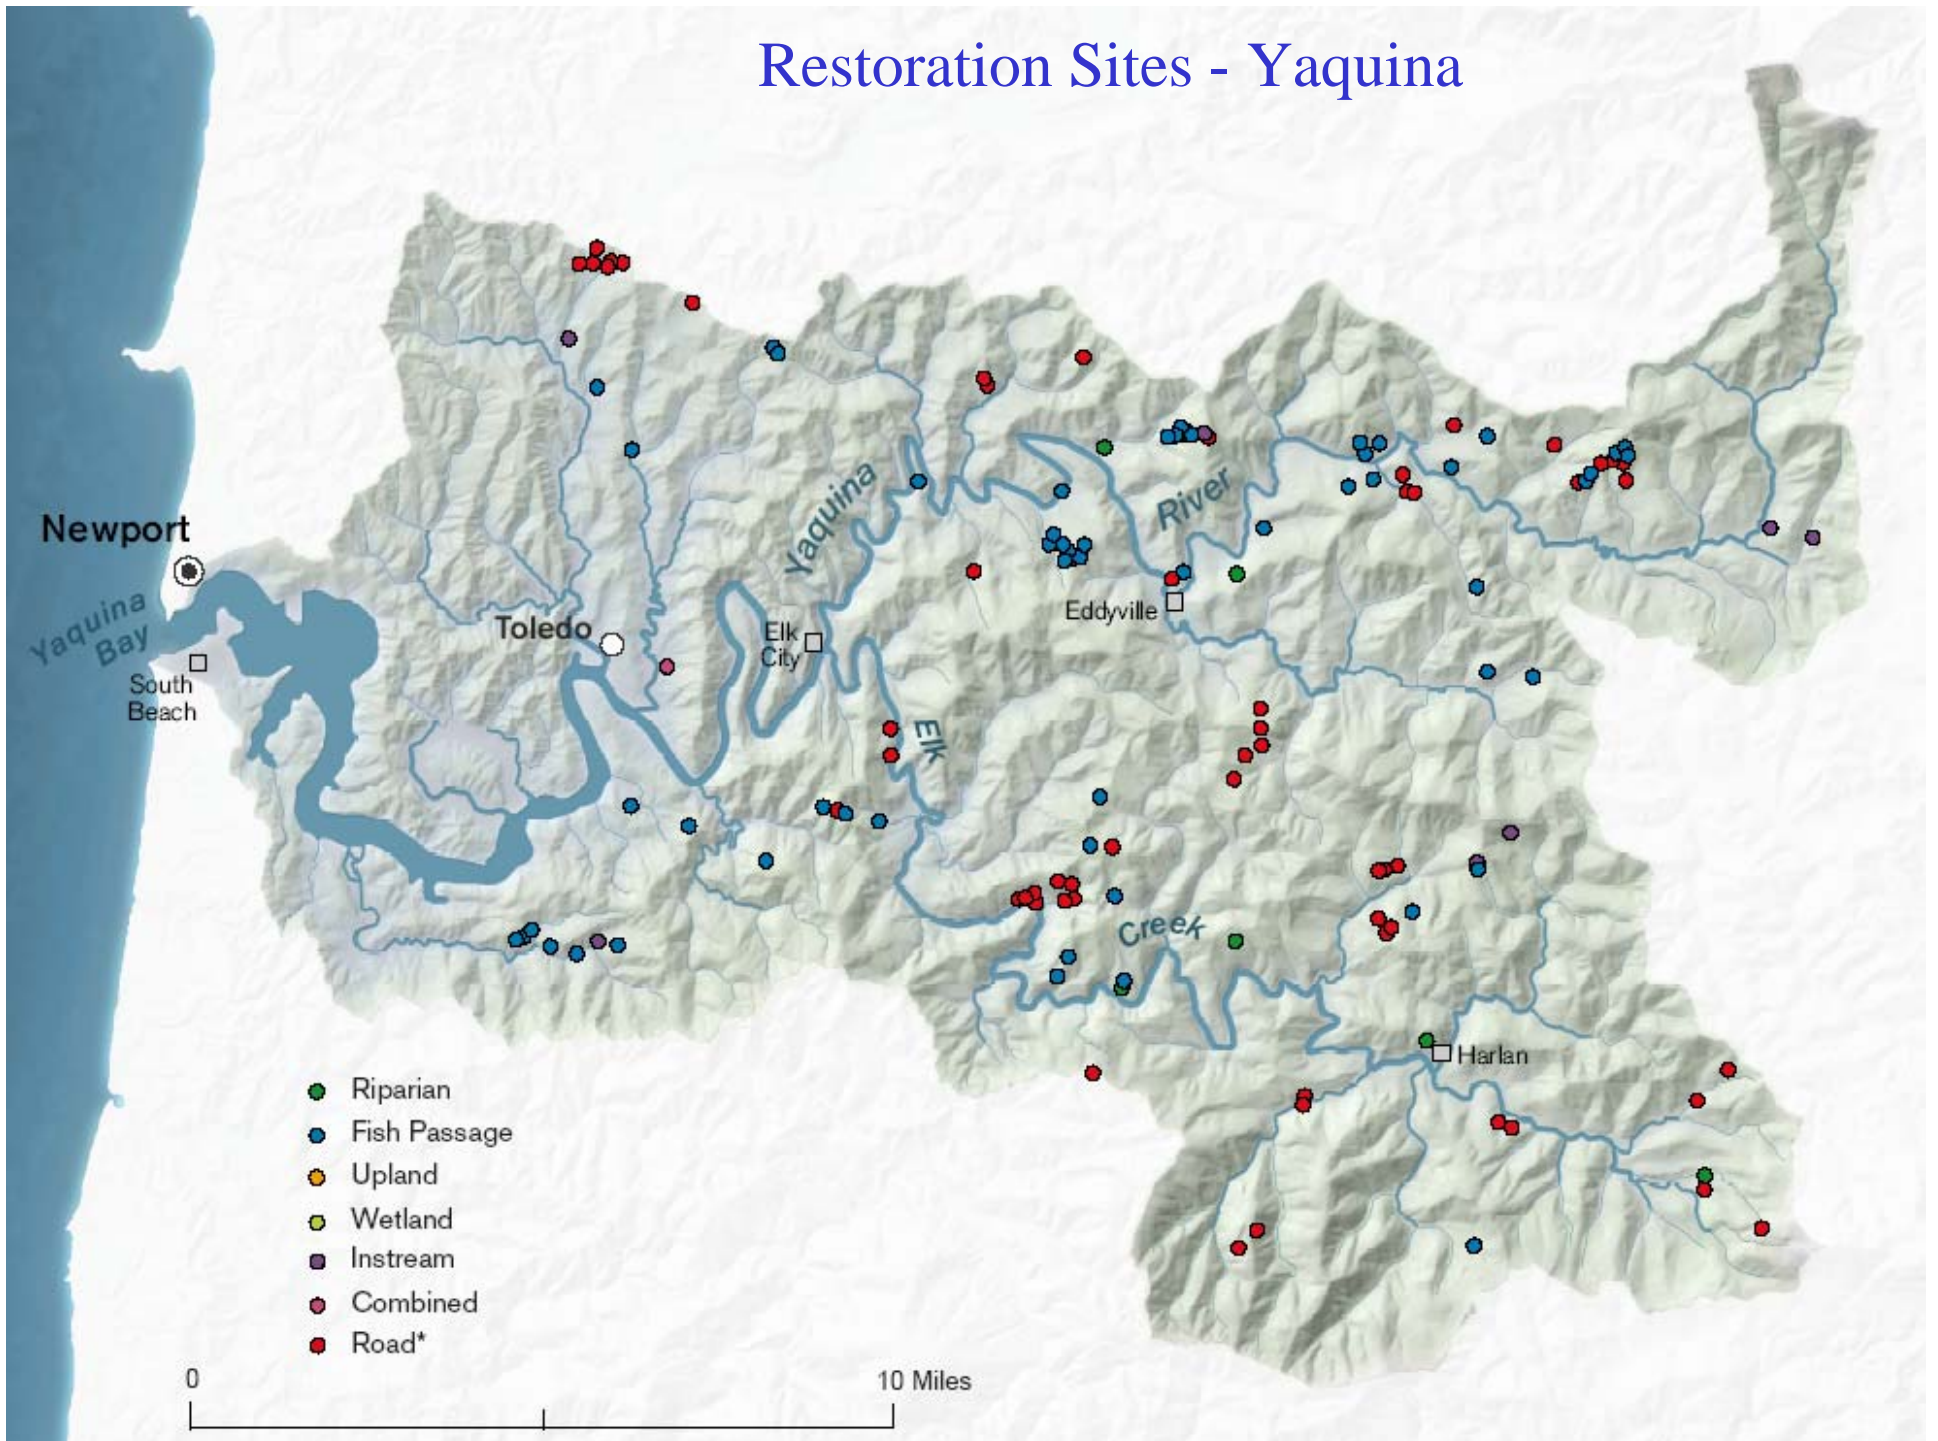 Restoration Sites - Yaquina
Newport
Yaquina
Bay
South
Beach
Toledo
Elk
City
Yaquina
River
Eddyville
Elk
Creek
Harlan
Riparian
Fish Passage
Upland
Wetland
Instream
Combined
Road*
0
10 Miles